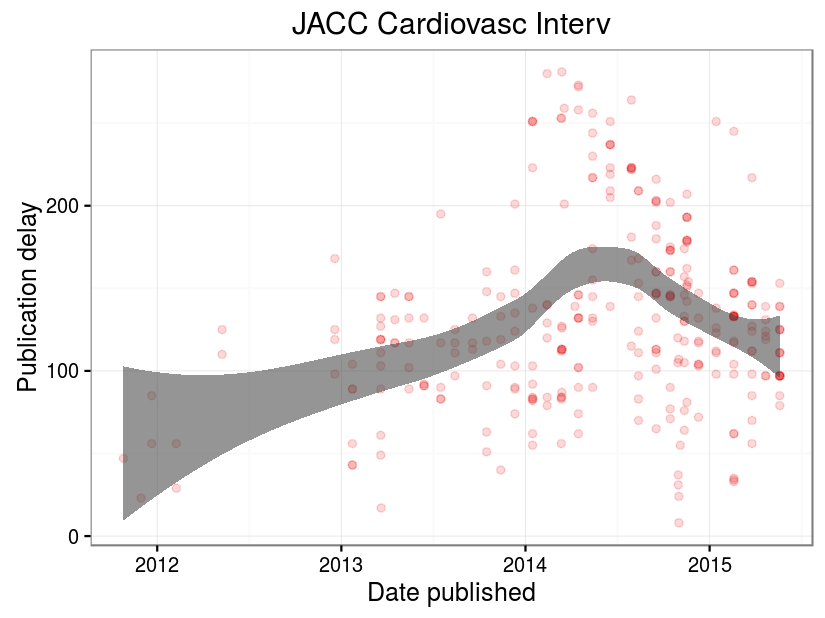 JACC Cardiovasc Interv
Publication delay
200
100
0
2012 2013 2014 2015
Date published